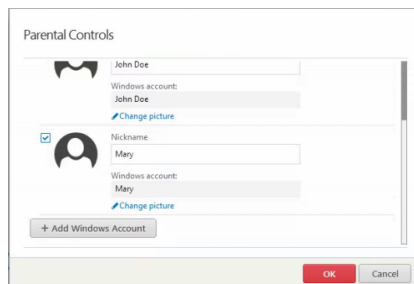 Parental Controls
John Doe
Windows account:
John Doe
Change picture
Nickname
Mary
Windows account:
Mary
Change picture
+ Add Windows Account
OK Cancel